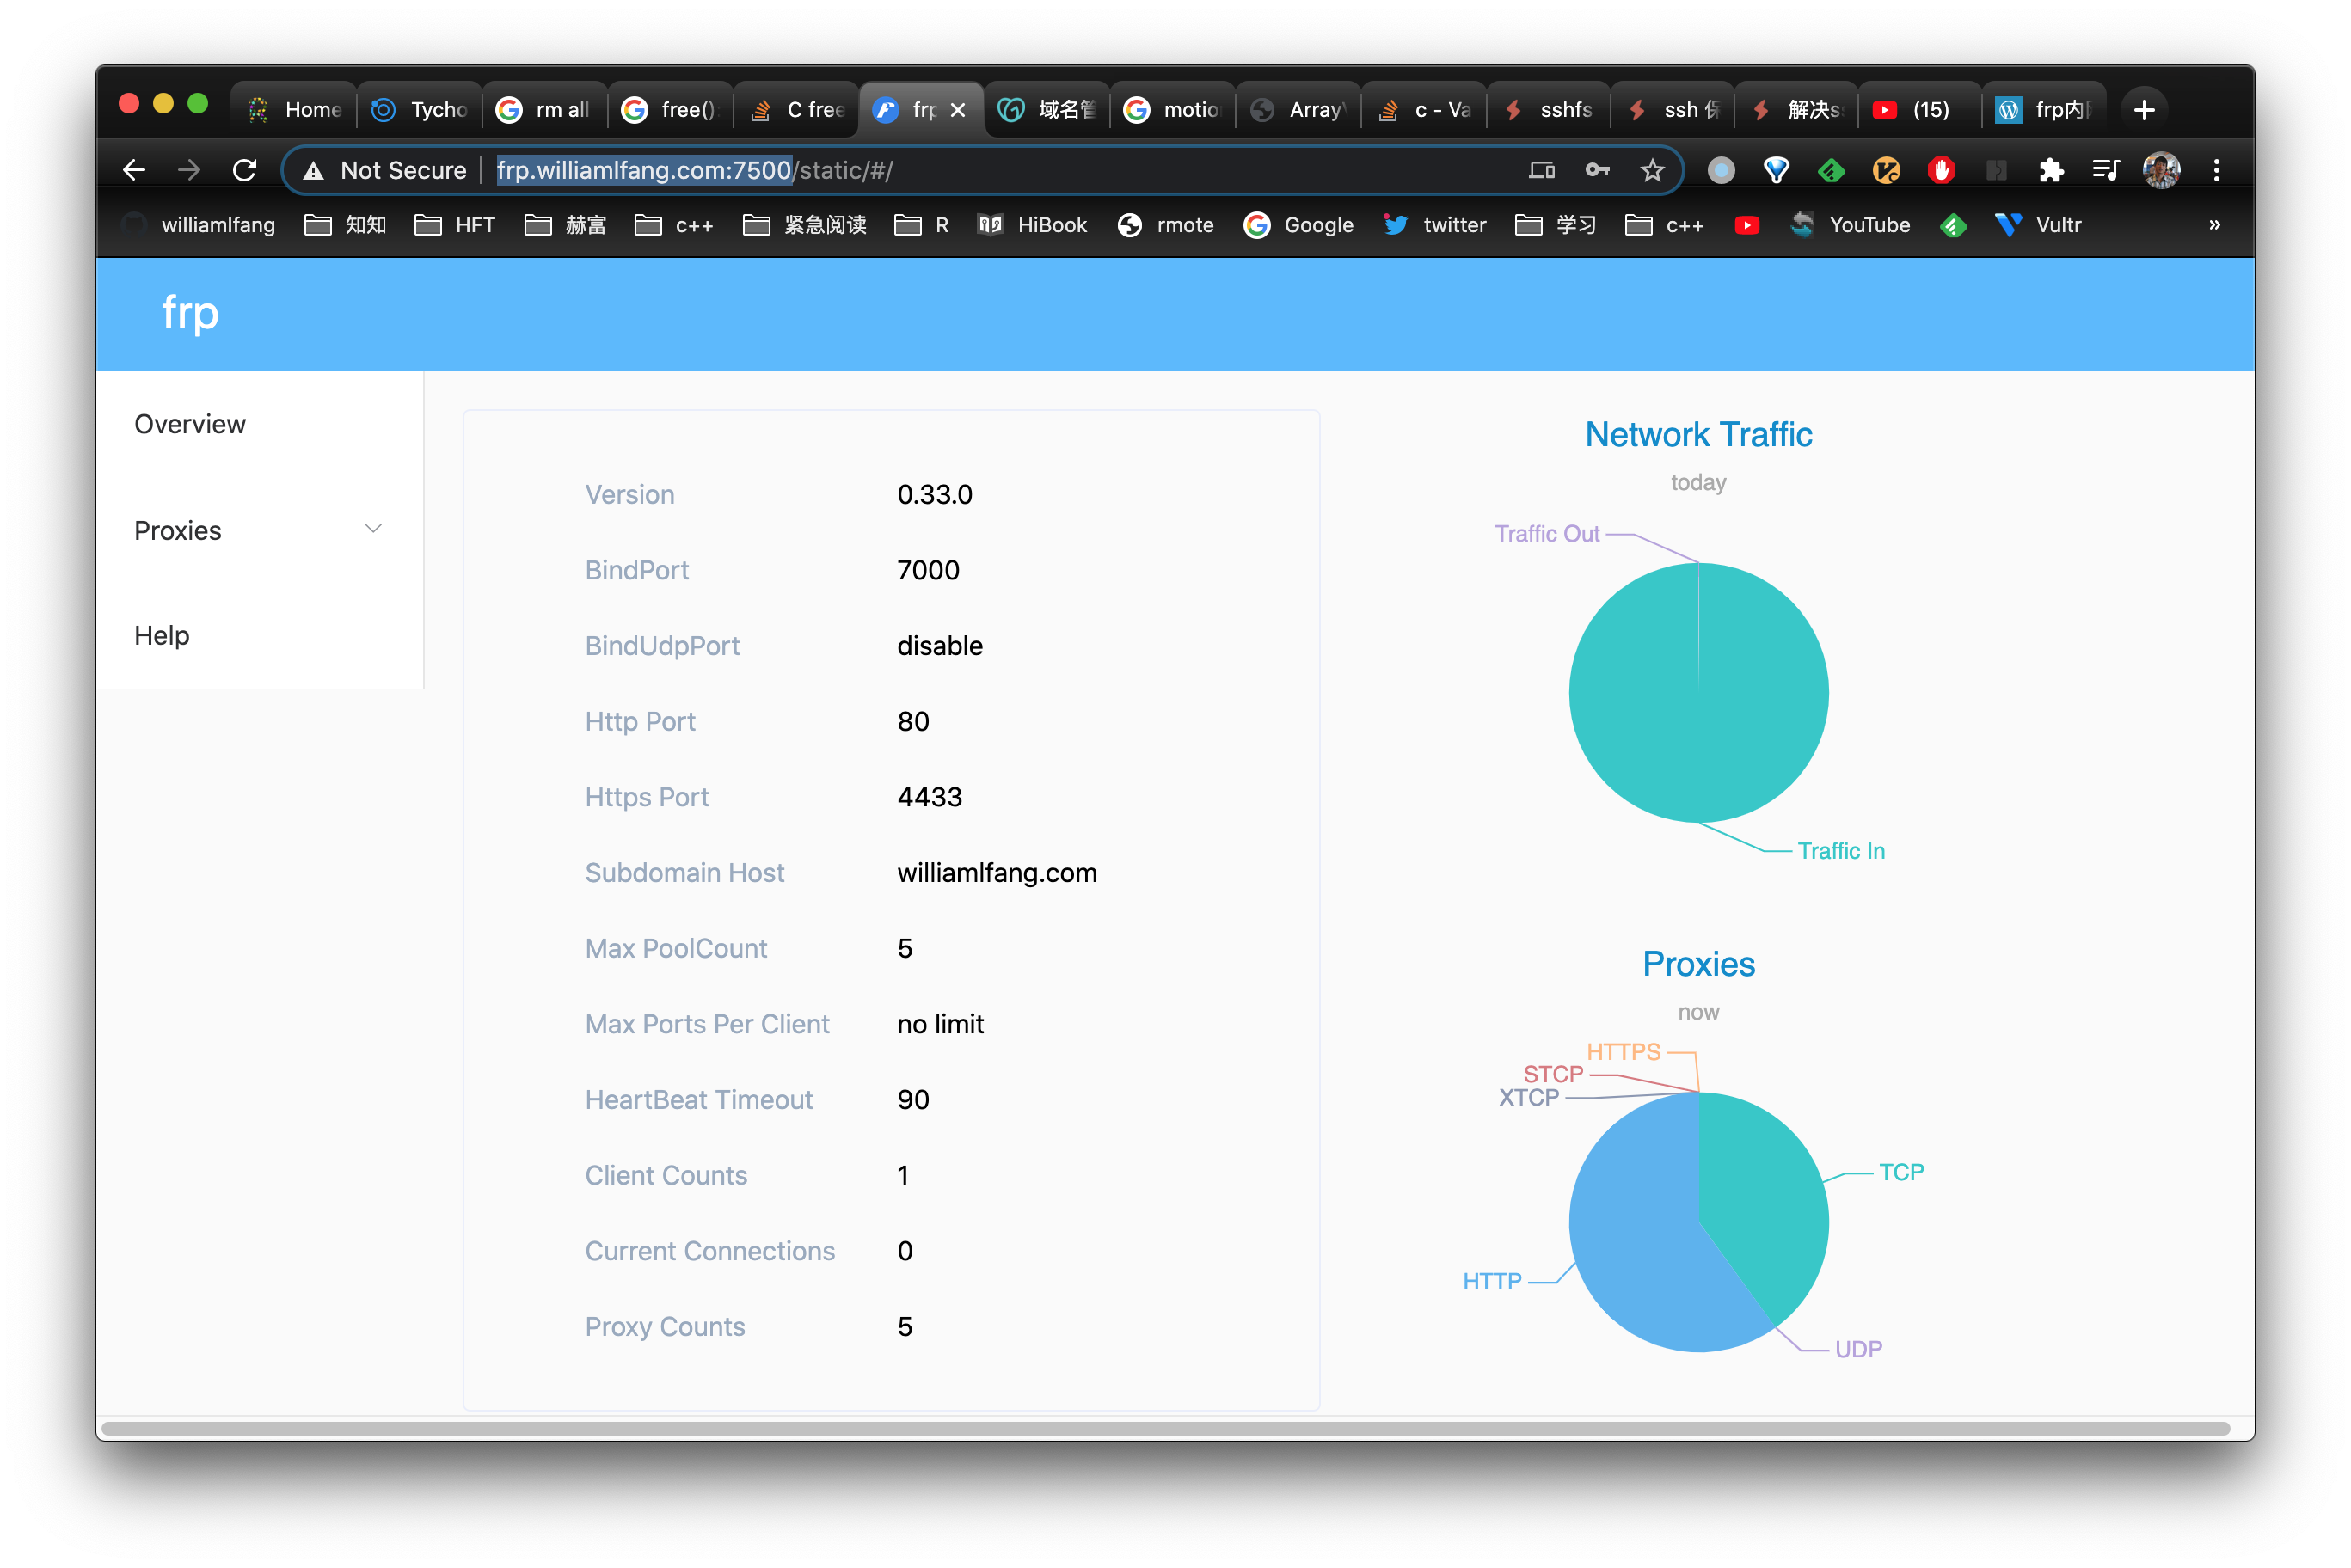 Home Tycho rm all free(): C free frp 域名管 motio Array c - Va sshfs ssh 保 解决s (15) frp内
Not Secure frp.williamlfang.com:7500/static/#/
williamlfang 知知 HFT 赫富 c++ 紧急阅读 R HiBook rmote Google twitter 学习 c++ YouTube Vultr »
frp
Overview
Proxies
Help
Version 0.33.0
BindPort 7000
BindUdpPort disable
Http Port 80
Https Port 4433
Subdomain Host williamlfang.com
Max PoolCount 5
Max Ports Per Client no limit
HeartBeat Timeout 90
Client Counts 1
Current Connections 0
Proxy Counts 5
Network Traffic
today
Traffic Out
Traffic In
Proxies
now
HTTPS
STCP
XTCP
TCP
HTTP
UDP